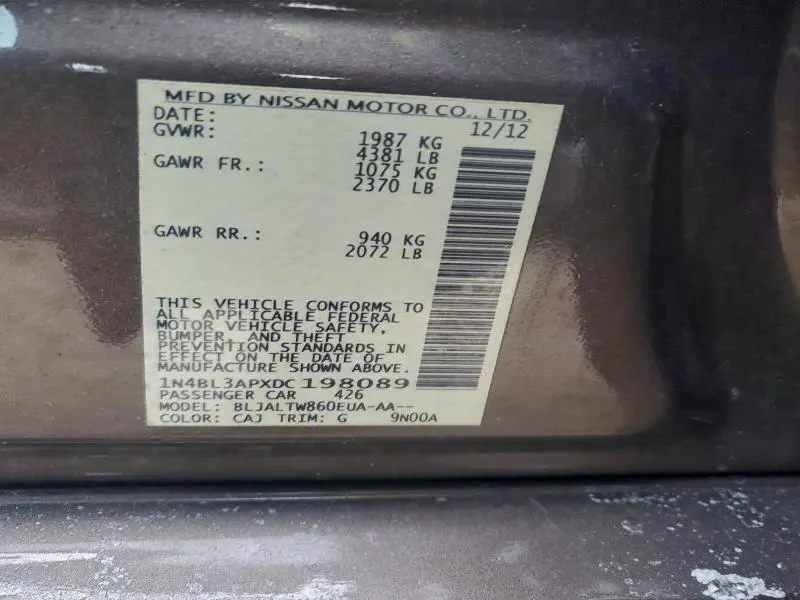 MFD BY NISSAN MOTOR CO., LTD.
DATE: 12/12
GVWR: 1987 KG
4381 LB
GAWR FR.: 1075 KG
2370 LB
GAWR RR.: 940 KG
2072 LB
THIS VEHICLE CONFORMS TO
ALL APPLICABLE FEDERAL
MOTOR VEHICLE SAFETY,
BUMPER, AND THEFT
PREVENTION STANDARDS IN
EFFECT ON THE DATE OF
MANUFACTURE SHOWN ABOVE.
1N4BL3APXDC198089
PASSENGER CAR 426
MODEL: BLJALTW860EUA-AA--
COLOR: CAJ TRIM: G 9N00A